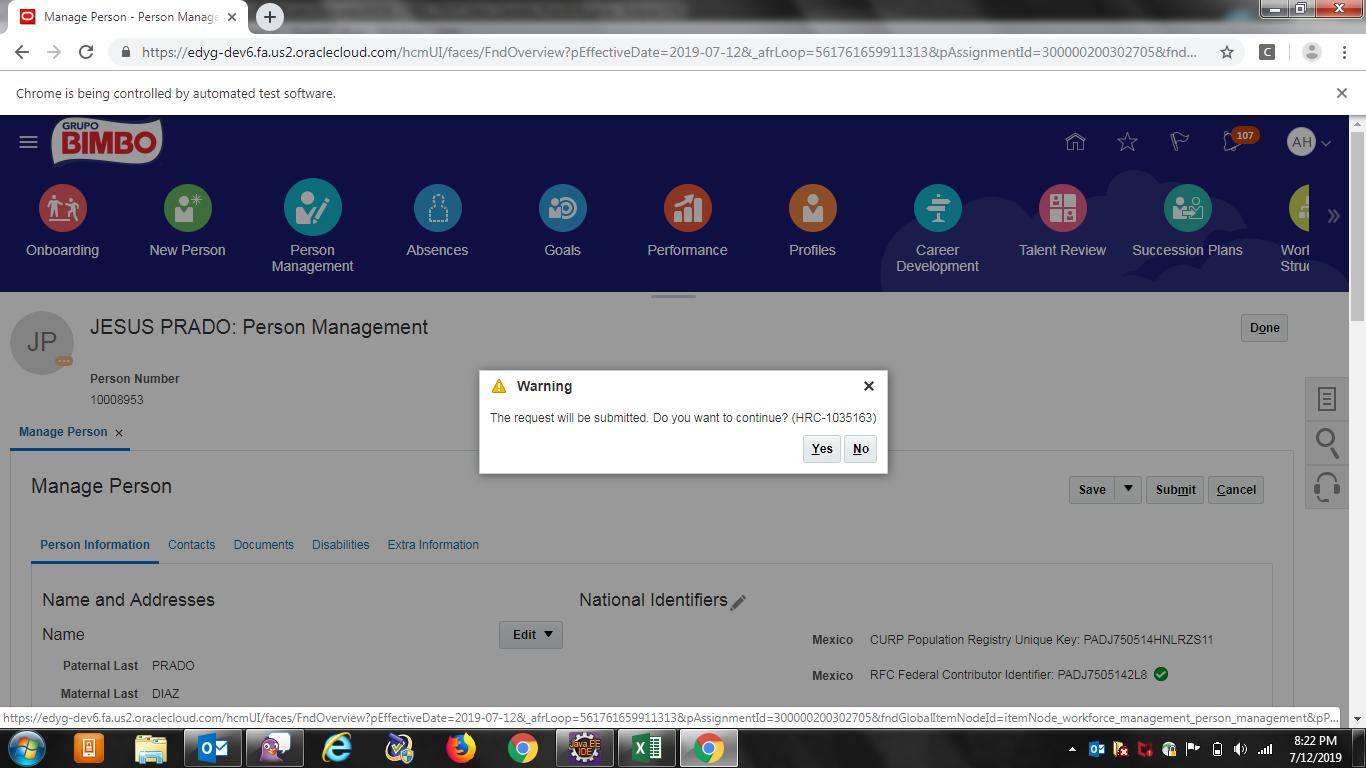 Manage Person - Person Manage
https://edyg-dev6.fa.us2.oraclecloud.com/hcmUI/faces/FndOverview?pEffectiveDate=2019-07-12&_afrLoop=561761659911313&pAssignmentId=300000200302705&fnd...
C
Chrome is being controlled by automated test software.
GRUPO
BIMBO
107
AH
Onboarding
New Person
Person
Management
Absences
Goals
Performance
Profiles
Career
Development
Talent Review
Succession Plans
Worl
Struc
JP
JESUS PRADO: Person Management
Done
Person Number
10008953
Warning
The request will be submitted. Do you want to continue? (HRC-1035163)
Yes
No
Manage Person
Manage Person
Save
Submit
Cancel
Person Information
Contacts
Documents
Disabilities
Extra Information
Name and Addresses
National Identifiers
Name
Edit
Mexico CURP Population Registry Unique Key: PADJ750514HNLRZS11
Paternal Last PRADO
Mexico RFC Federal Contributor Identifier: PADJ7505142L8
Maternal Last DIAZ
https://edyg-dev6.fa.us2.oraclecloud.com/hcmUI/faces/FndOverview?pEffectiveDate=2019-07-12&_afrLoop=561761659911313&pAssignmentId=300000200302705&fndGlobalItemNodeId=itemNode_workforce_management_person_management&pP...
Java EE
IDE
8:22 PM
7/12/2019